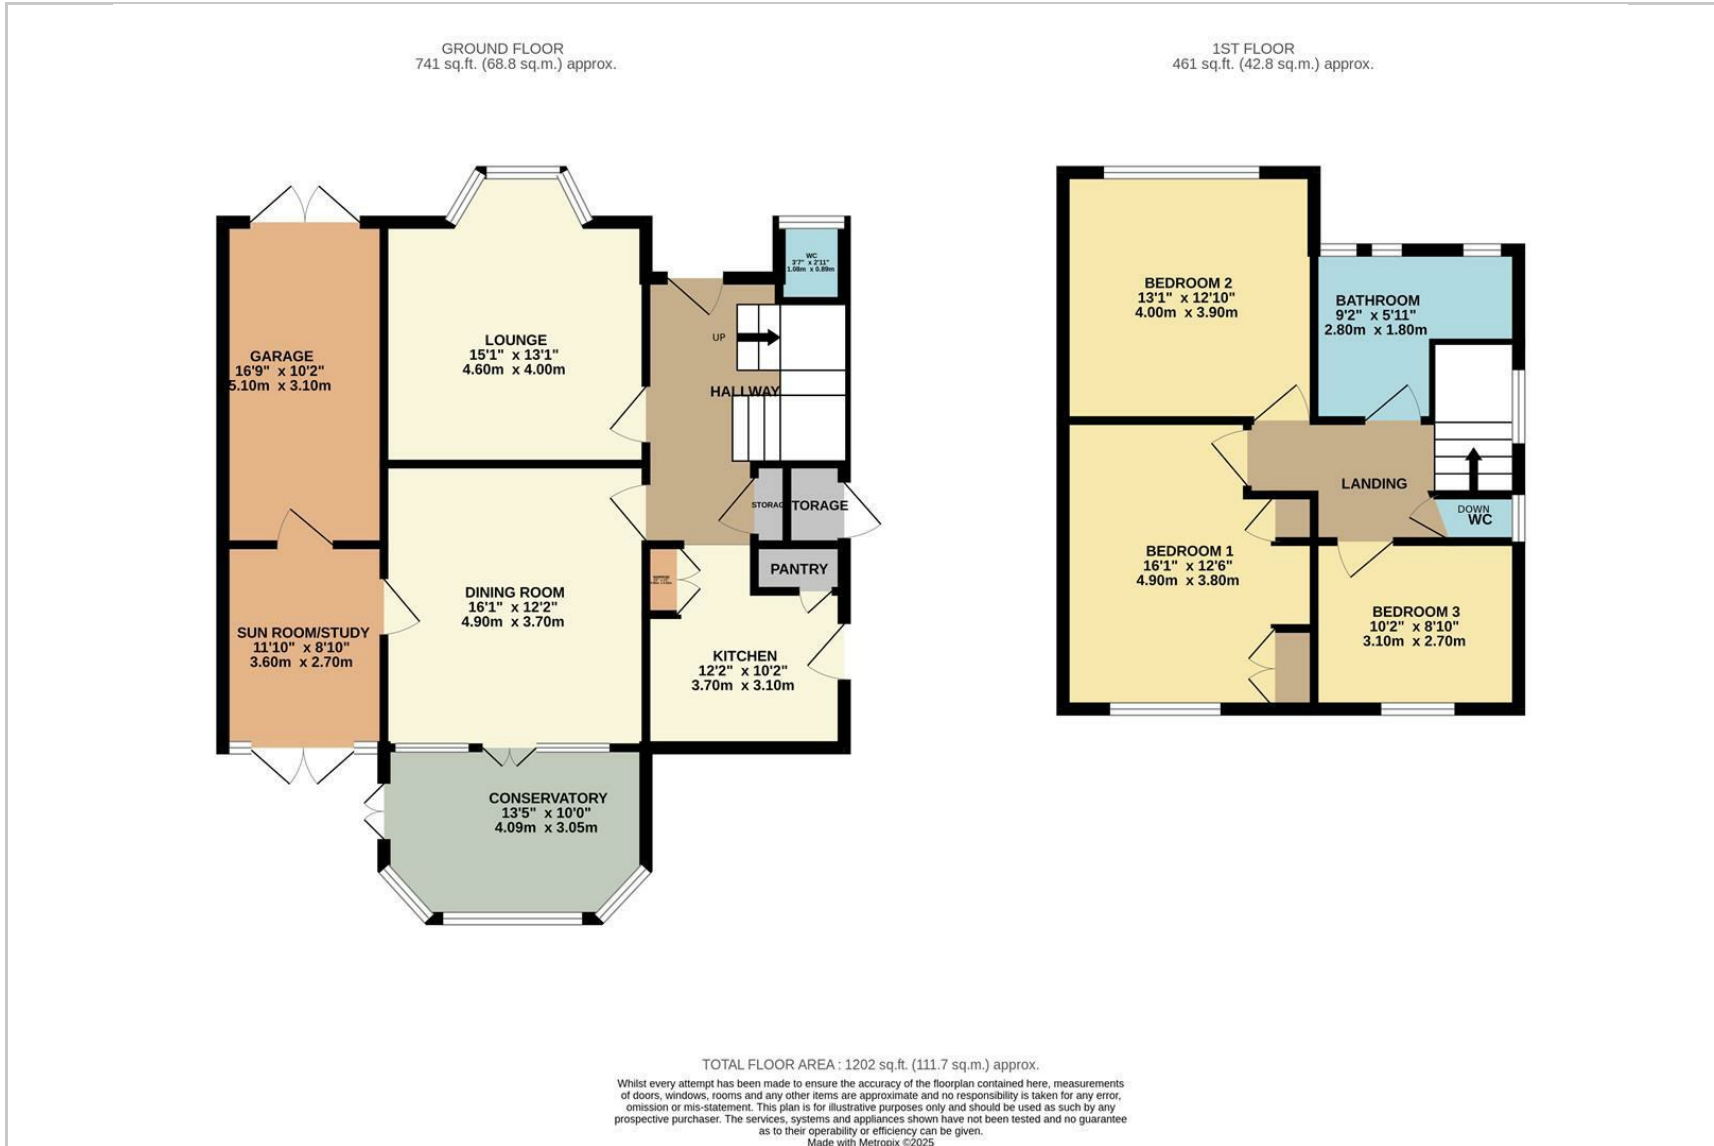 GROUND FLOOR
741 sq.ft. (68.8 sq.m.) approx.
1ST FLOOR
461 sq.ft. (42.8 sq.m.) approx.
WC
3'7" x 2'11"
1.08m x 0.89m
LOUNGE
15'1" x 13'1"
4.60m x 4.00m
GARAGE
16'9" x 10'2"
5.10m x 3.10m
UP
HALLWAY
STORAG
TORAGE
PANTRY
DINING ROOM
16'1" x 12'2"
4.90m x 3.70m
SUN ROOM/STUDY
11'10" x 8'10"
3.60m x 2.70m
KITCHEN
12'2" x 10'2"
3.70m x 3.10m
CONSERVATORY
13'5" x 10'0"
4.09m x 3.05m
BEDROOM 2
13'1" x 12'10"
4.00m x 3.90m
BATHROOM
9'2" x 5'11"
2.80m x 1.80m
LANDING
DOWN
WC
BEDROOM 1
16'1" x 12'6"
4.90m x 3.80m
BEDROOM 3
10'2" x 8'10"
3.10m x 2.70m
TOTAL FLOOR AREA : 1202 sq.ft. (111.7 sq.m.) approx.
Whilst every attempt has been made to ensure the accuracy of the floorplan contained here, measurements
of doors, windows, rooms and any other items are approximate and no responsibility is taken for any error,
omission or mis-statement. This plan is for illustrative purposes only and should be used as such by any
prospective purchaser. The services, systems and appliances shown have not been tested and no guarantee
as to their operability or efficiency can be given.
Made with Metropix ©2025